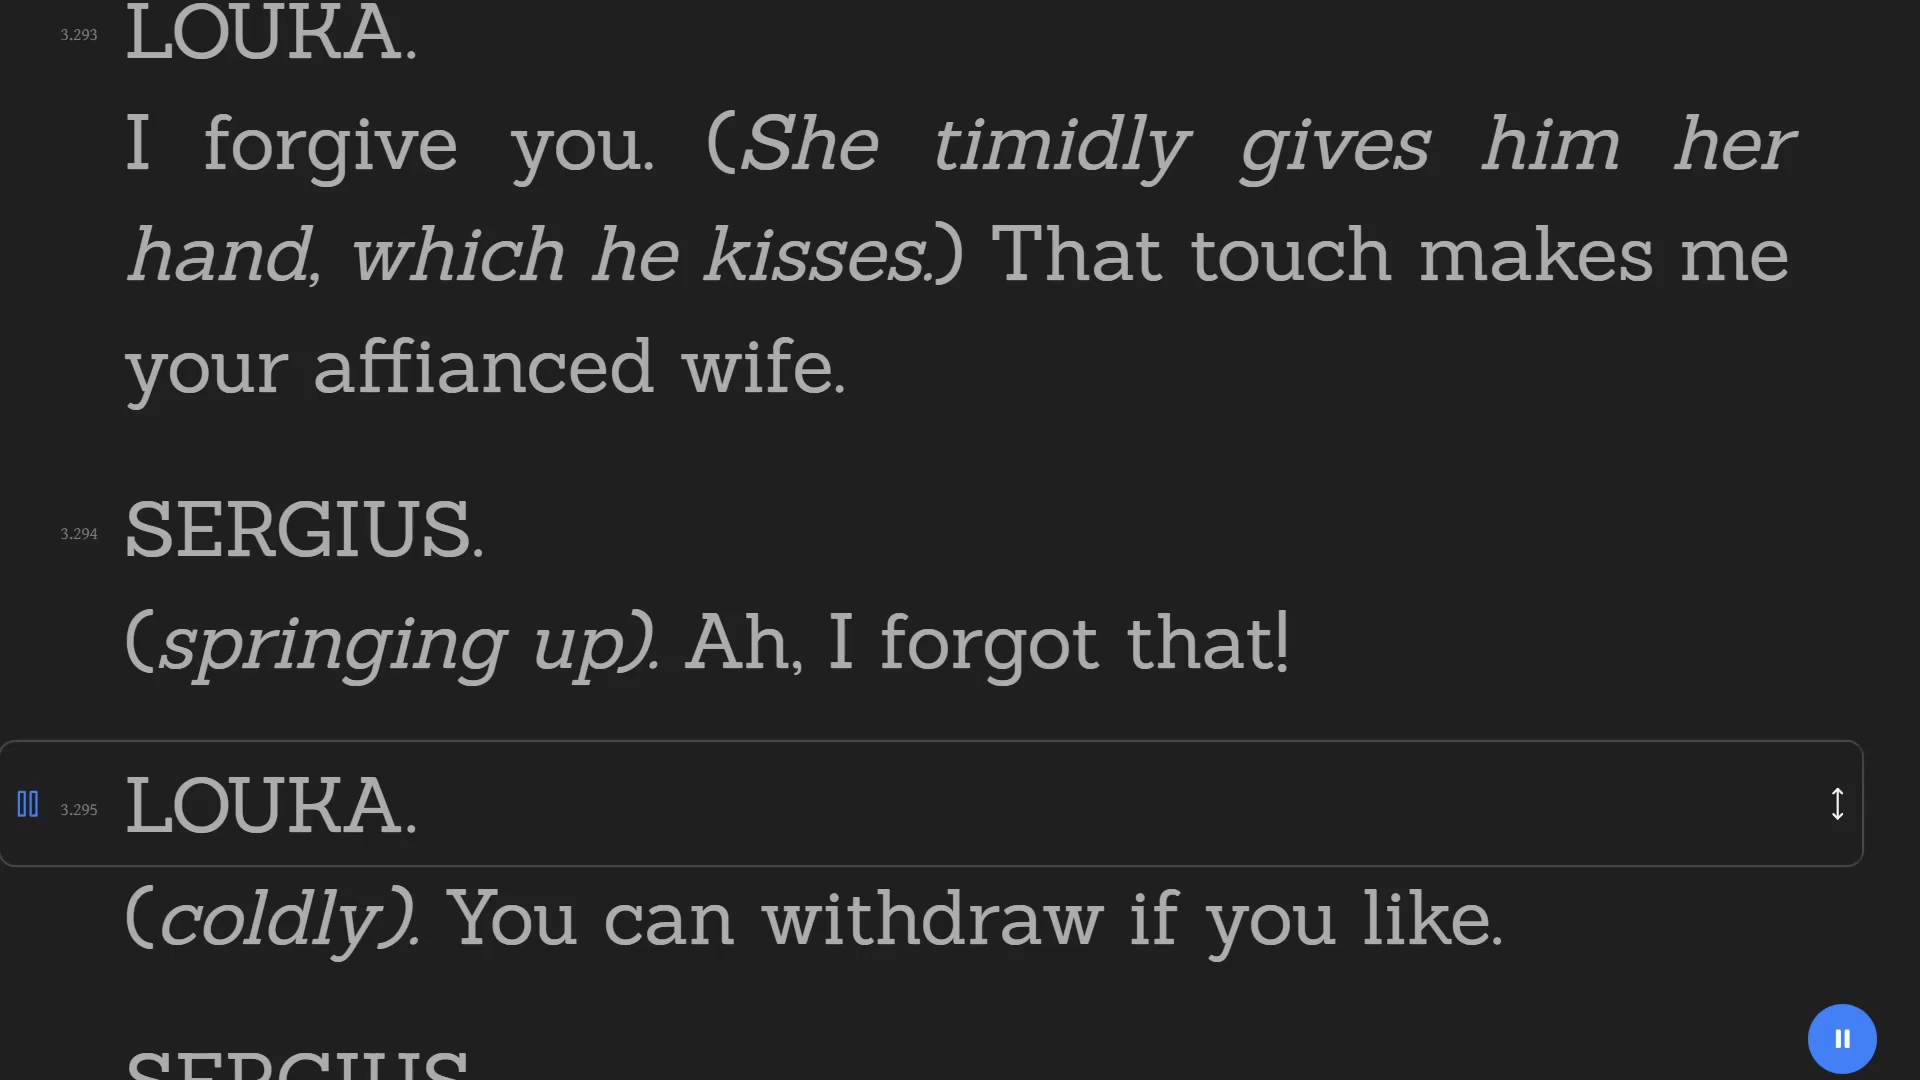 3.293 LOUKA.
I forgive you. (She timidly gives him her
hand, which he kisses.) That touch makes me
your affianced wife.
3.294 SERGIUS.
(springing up). Ah, I forgot that!
3.295 LOUKA.
(coldly). You can withdraw if you like.
SERGIUS.